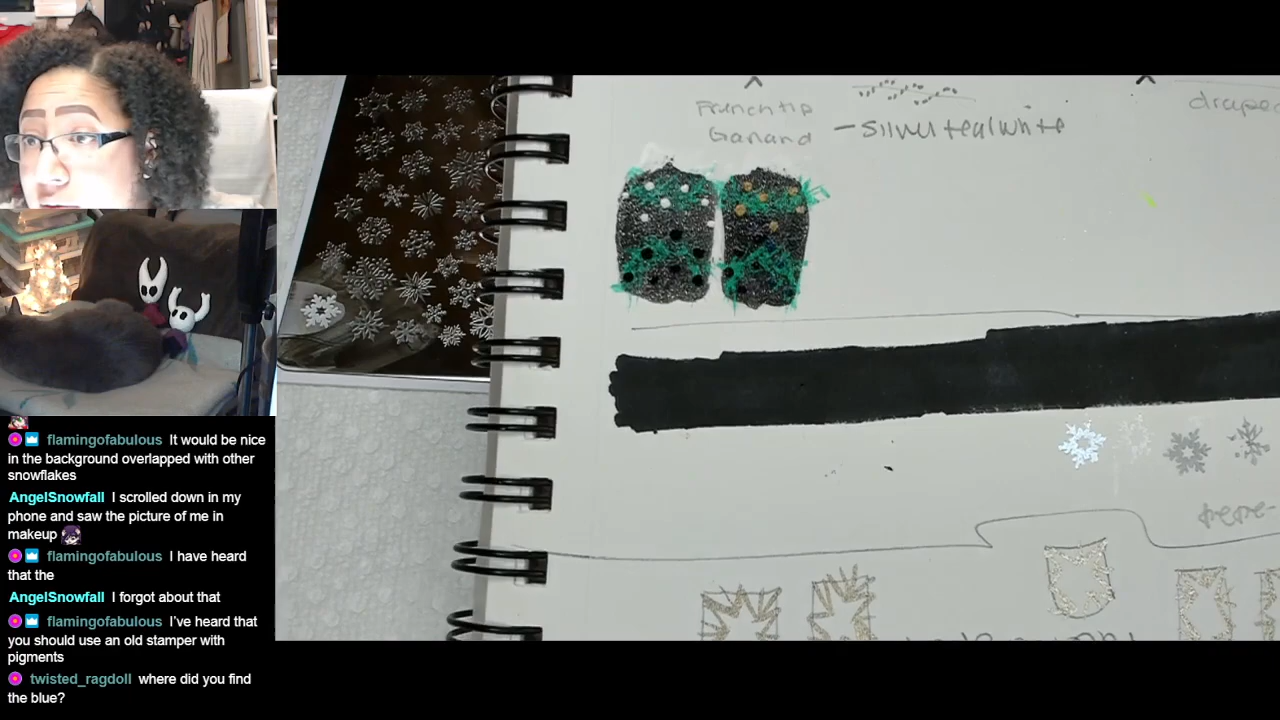 French tip
Garland
- Silver teal white
drape
flamingofabulous It would be nice
in the background overlapped with other
snowflakes
AngelSnowfall I scrolled down in my
phone and saw the picture of me in
makeup
flamingofabulous I have heard
that the
AngelSnowfall I forgot about that
flamingofabulous I've heard that
you should use an old stamper with
pigments
twisted_ragdoll where did you find
the blue?